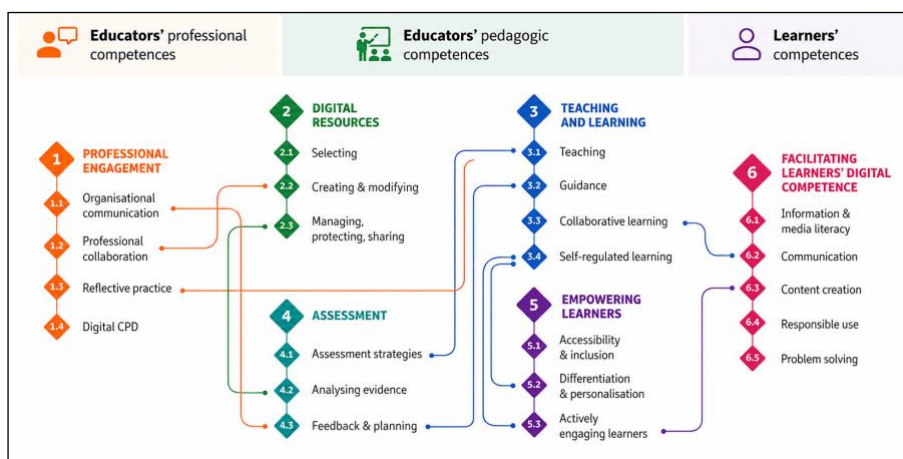 Educators' professional
competences
Educators' pedagogic
competences
Learners'
competences
1
PROFESSIONAL
ENGAGEMENT
1.1
Organisational
communication
1.2
Professional
collaboration
1.3
Reflective practice
1.4
Digital CPD
2
DIGITAL
RESOURCES
2.1
Selecting
2.2
Creating & modifying
2.3
Managing,
protecting, sharing
4
ASSESSMENT
4.1
Assessment strategies
4.2
Analysing evidence
4.3
Feedback & planning
3
TEACHING
AND LEARNING
3.1
Teaching
3.2
Guidance
3.3
Collaborative learning
3.4
Self-regulated learning
5
EMPOWERING
LEARNERS
5.1
Accessibility
& inclusion
5.2
Differentiation
& personalisation
5.3
Actively
engaging learners
6
FACILITATING
LEARNERS' DIGITAL
COMPETENCE
6.1
Information &
media literacy
6.2
Communication
6.3
Content creation
6.4
Responsible use
6.5
Problem solving